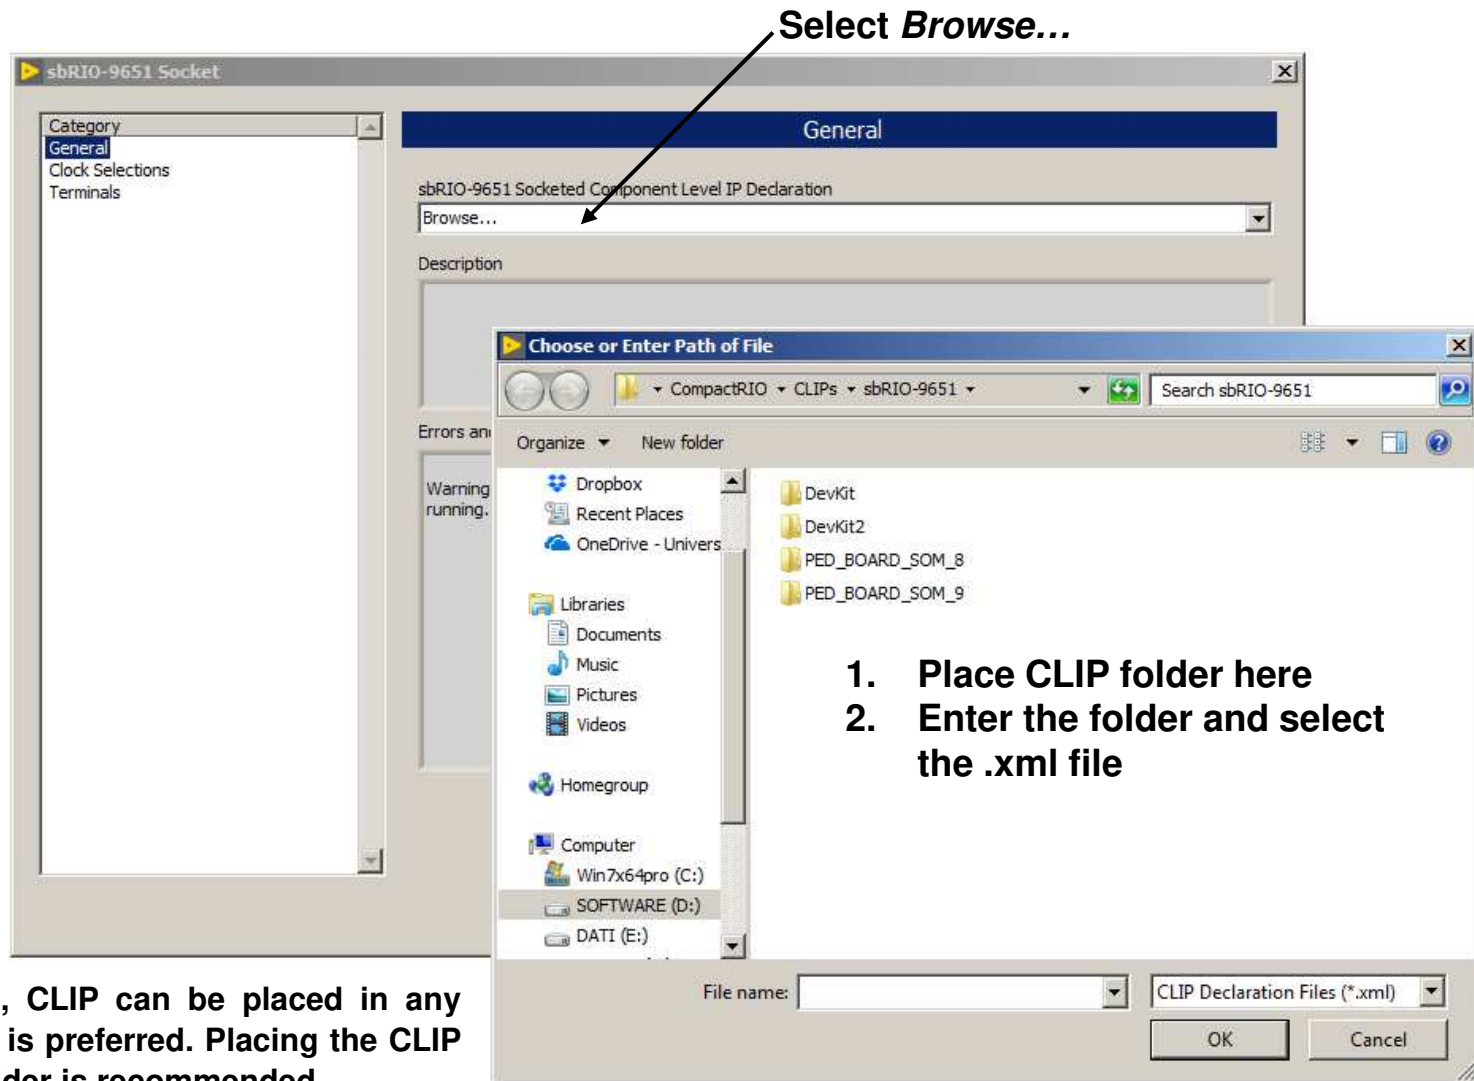 Select Browse…
sbRIO-9651 Socket
Category
General
Clock Selections
Terminals
General
sbRIO-9651 Socketed Component Level IP Declaration
Browse...
Description
Errors an
Warning
running.
Choose or Enter Path of File
CompactRIO CLIPs sbRIO-9651
Search sbRIO-9651
Organize New folder
Dropbox
Recent Places
OneDrive - Univers
Libraries
Documents
Music
Pictures
Videos
Homegroup
Computer
Win7x64pro (C:)
SOFTWARE (D:)
DATI (E:)
DevKit
DevKit2
PED_BOARD_SOM_8
PED_BOARD_SOM_9
1. Place CLIP folder here
2. Enter the folder and select
the .xml file
File name:
CLIP Declaration Files (*.xml)
OK Cancel
, CLIP can be placed in any
is preferred. Placing the CLIP
der is recommended